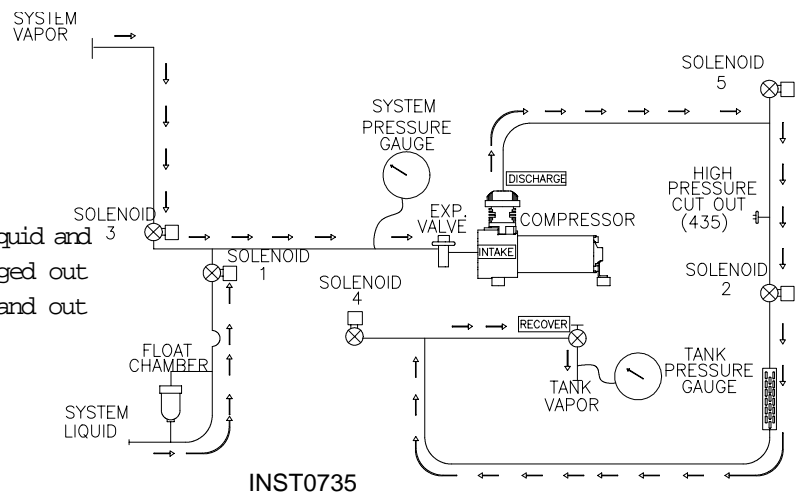 SYSTEM
VAPOR
SOLENOID
5
SYSTEM
PRESSURE
GAUGE
DISCHARGE
HIGH
PRESSURE
CUT OUT
(435)
SOLENOID
3
EXP.
VALVE
COMPRESSOR
quid and
INTAKE
ged out
SOLENOID
1
SOLENOID
2
and out
SOLENOID
4
RECOVER
FLOAT
CHAMBER
TANK
PRESSURE
GAUGE
TANK
VAPOR
SYSTEM
LIQUID
INST0735